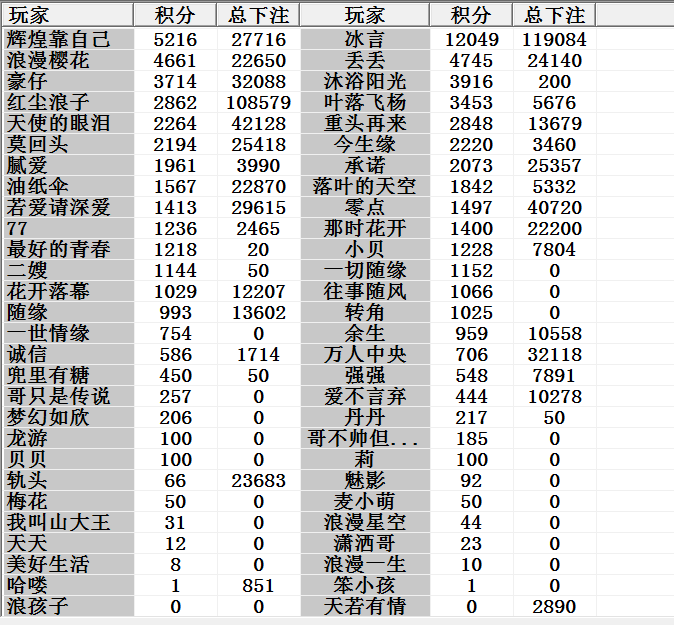 玩家 积分 总下注 玩家 积分 总下注
辉煌靠自己 5216 27716 冰言 12049 119084
浪漫樱花 4661 22650 丢丢 4745 24140
豪仔 3714 32088 沐浴阳光 3916 200
红尘浪子 2862 108579 叶落飞杨 3453 5676
天使的眼泪 2264 42128 重头再来 2848 13679
莫回头 2194 25418 今生缘 2220 3460
腻爱 1961 3990 承诺 2073 25357
油纸伞 1567 22870 落叶的天空 1842 5332
若爱请深爱 1413 29615 零点 1497 40720
77 1236 2465 那时花开 1400 22200
最好的青春 1218 20 小贝 1228 7804
二嫂 1144 50 一切随缘 1152 0
花开落幕 1029 12207 往事随风 1066 0
随缘 993 13602 转角 1025 0
一世情缘 754 0 余生 959 10558
诚信 586 1714 万人中央 706 32118
兜里有糖 450 50 强强 548 7891
哥只是传说 257 0 爱不言弃 444 10278
梦幻如欣 206 0 丹丹 217 50
龙游 100 0 哥不帅但... 185 0
贝贝 100 0 莉 100 0
轨头 66 23683 魅影 92 0
梅花 50 0 麦小萌 50 0
我叫山大王 31 0 浪漫星空 44 0
天天 12 0 潇洒哥 23 0
美好生活 8 0 浪漫一生 10 0
哈喽 1 851 笨小孩 1 0
浪孩子 0 0 天若有情 0 2890